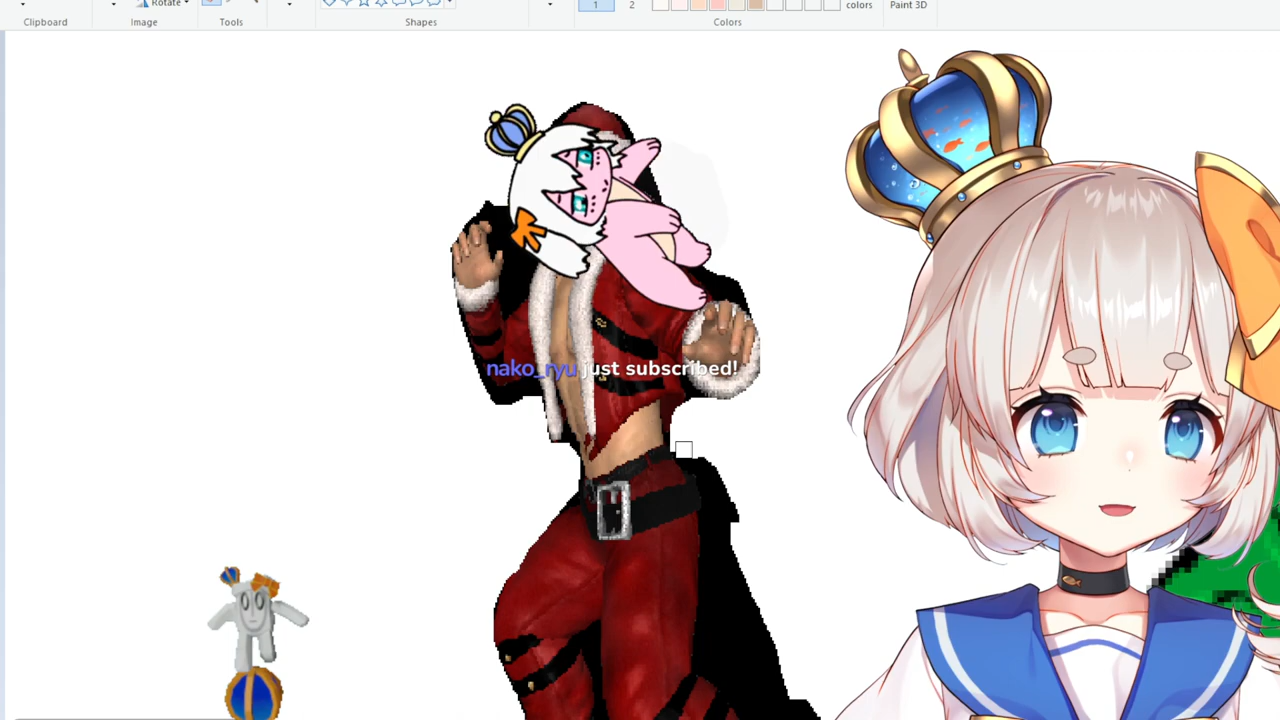 Rotate
1
2
colors
Paint 3D
Clipboard
Image
Tools
Shapes
Colors
nako_ryu just subscribed!